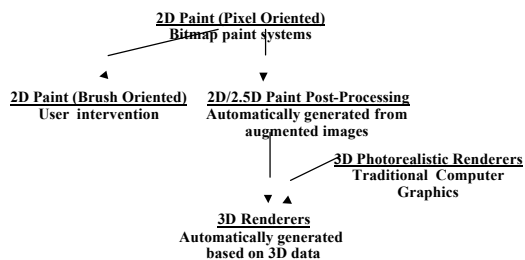 2D Paint (Pixel Oriented)
Bitmap paint systems
2D Paint (Brush Oriented)
User intervention
2D/2.5D Paint Post-Processing
Automatically generated from
augmented images
3D Photorealistic Renderers
Traditional Computer
Graphics
3D Renderers
Automatically generated
based on 3D data